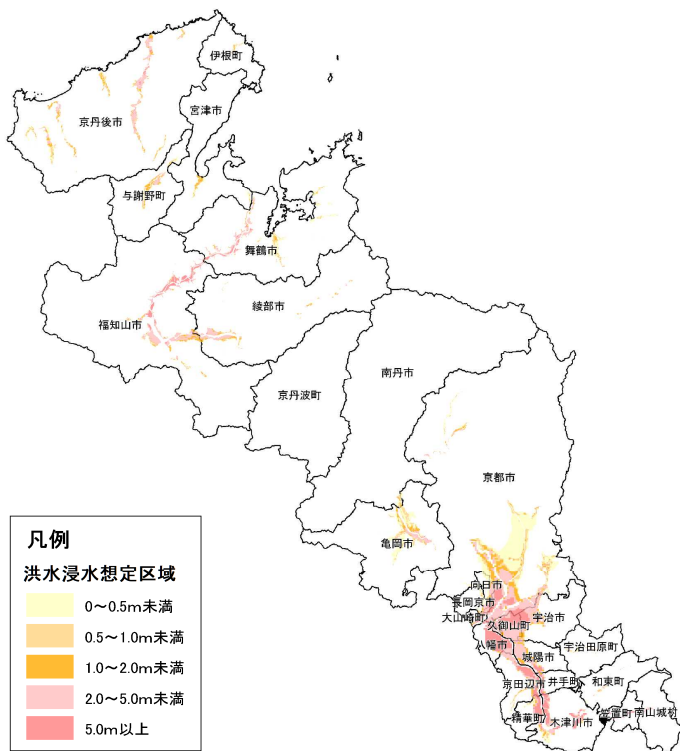 伊根町
宮津市
京丹後市
与謝野町
舞鶴市
綾部市
福知山市
南丹市
京丹波町
京都市
亀岡市
向日市
長岡京市
大山崎町
宇治市
久御山町
八幡市
宇治田原町
城陽市
京田辺市
井手町
和東町
精華町
木津川市
笠置町
南山城村
凡例
洪水浸水想定区域
0～0.5m未満
0.5～1.0m未満
1.0～2.0m未満
2.0～5.0m未満
5.0m以上